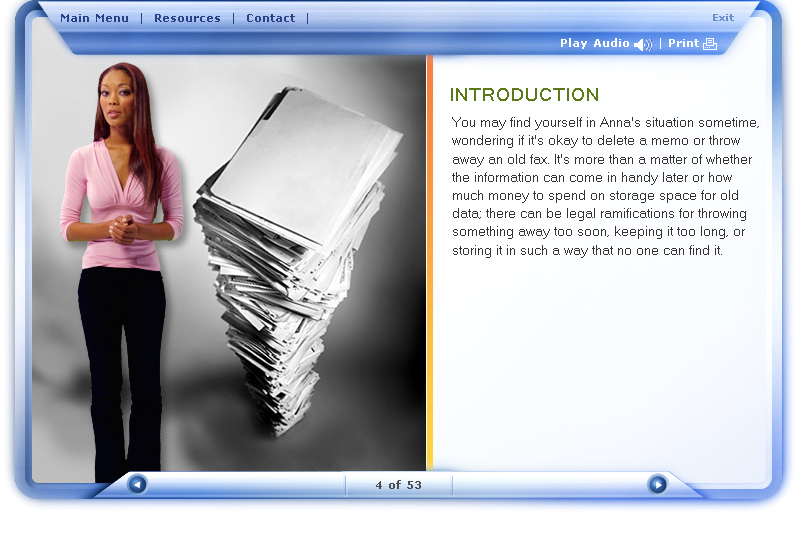 Main Menu | Resources | Contact |
Exit
Play Audio | Print
INTRODUCTION
You may find yourself in Anna's situation sometime,
wondering if it's okay to delete a memo or throw
away an old fax. It's more than a matter of whether
the information can come in handy later or how
much money to spend on storage space for old
data; there can be legal ramifications for throwing
something away too soon, keeping it too long, or
storing it in such a way that no one can find it.
4 of 53